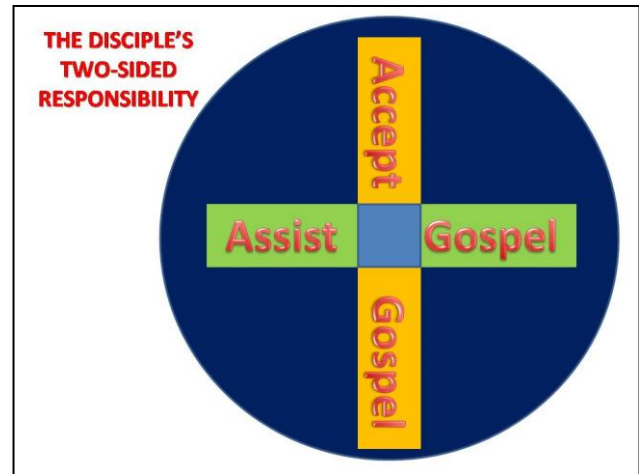 THE DISCIPLE'S
TWO-SIDED
RESPONSIBILITY
Accept
Assist Gospel
Gospel